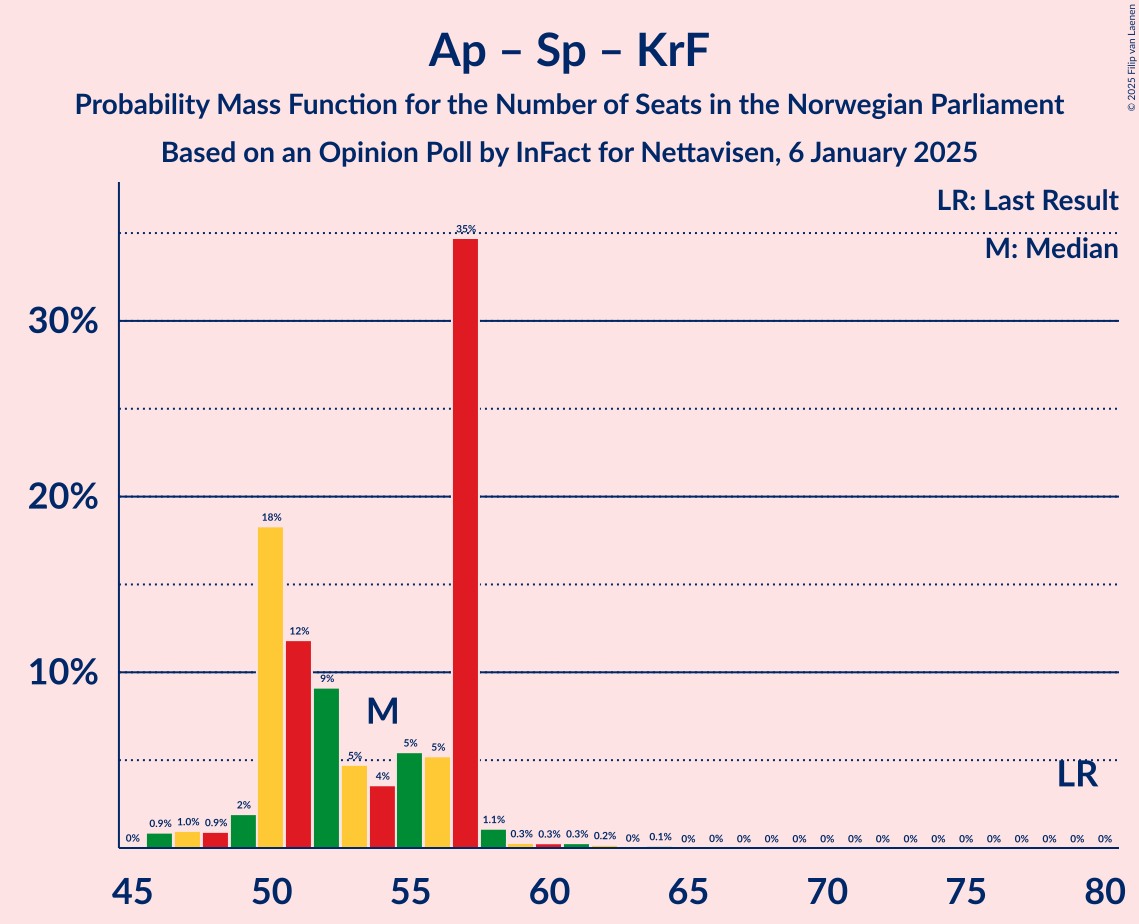 Ap – Sp – KrF
Probability Mass Function for the Number of Seats in the Norwegian Parliament
Based on an Opinion Poll by InFact for Nettavisen, 6 January 2025
© 2025 Filip van Laenen
LR: Last Result
M: Median
30%
20%
10%
0% 0.9% 1.0% 0.9% 2% 18% 12% 9% 5% 4% 5% 5% 35% 1.1% 0.3% 0.3% 0.3% 0.2% 0% 0.1% 0% 0% 0% 0% 0% 0% 0% 0% 0% 0% 0% 0% 0% 0% 0% 0%
M
LR
45 50 55 60 65 70 75 80